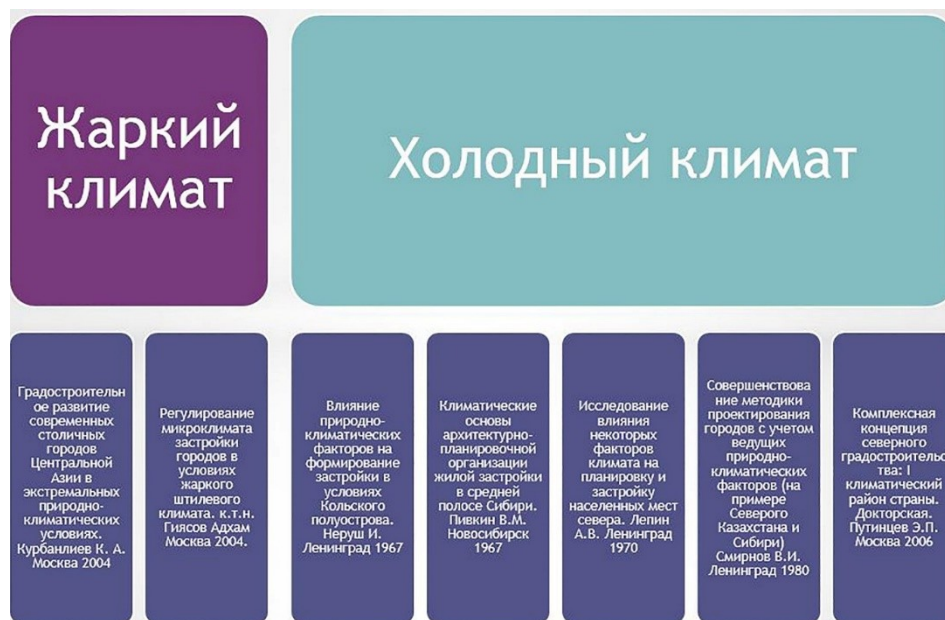 Жаркий
климат
Холодный климат
Градостроительн
ое развитие
современных
столичных
городов
Центральной
Азии в
экстремальных
природно-
климатических
условиях.
Курбанлиев К. А.
Москва 2004
Регулирование
микроклимата
застройки
городов в
условиях
жаркого
штилевого
климата. к.т.н.
Гиясов Адхам
Москва 2004.
Влияние
природно-
климатических
факторов на
формирование
застройки в
условиях
Кольского
полуострова.
Неруш И.
Ленинград 1967
Климатические
основы
архитектурно-
планировочной
организации
жилой застройки
в средней
полосе Сибири.
Пивкин В.М.
Новосибирск
1967
Исследование
влияния
некоторых
факторов
климата на
планировку и
застройку
населенных мест
севера. Лепин
А.В. Ленинград
1970
Совершенствова
ние методики
проектирования
городов с учетом
ведущих
природно-
климатических
факторов (на
примере
Северного
Казахстана и
Сибири)
Смирнов В.И.
Ленинград 1980
Комплексная
концепция
северного
градостроительс
тва: I
климатический
район страны.
Докторская.
Путинцев Э.П.
Москва 2006